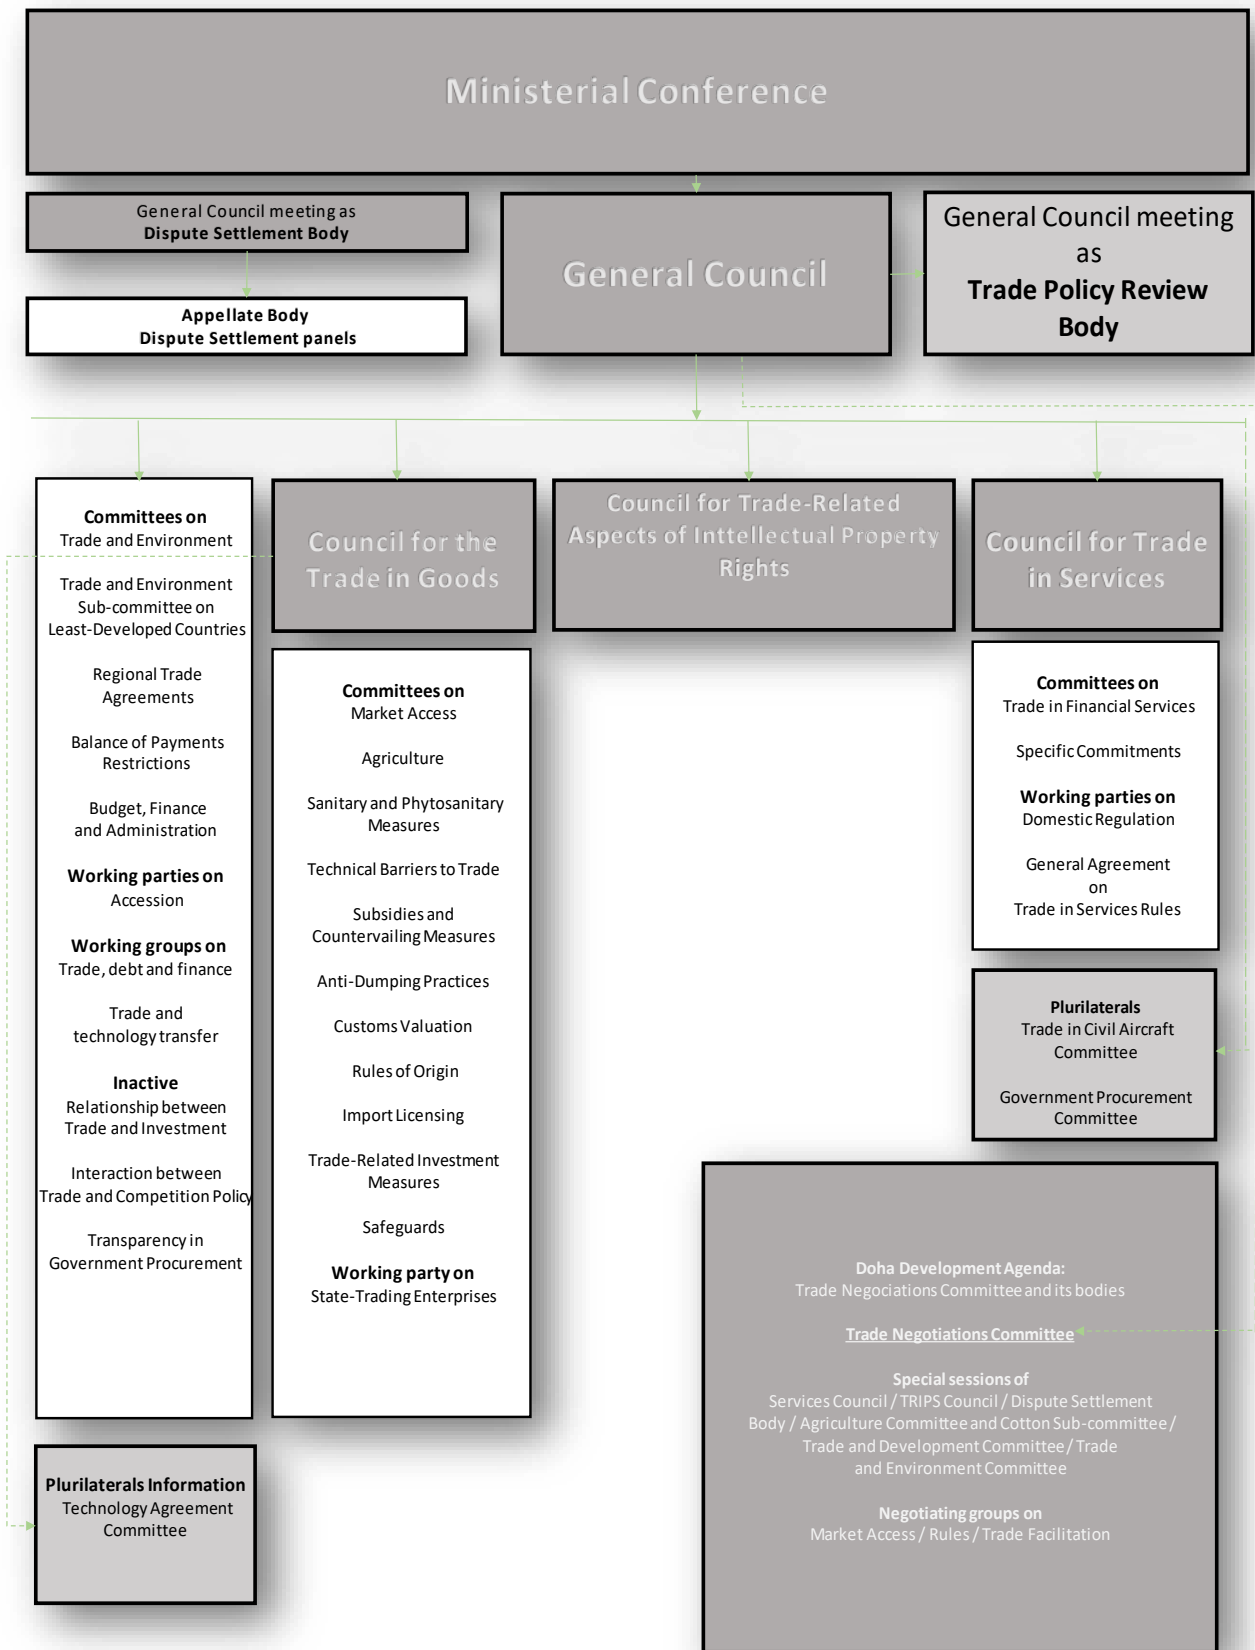 Ministerial Conference
General Council meeting as
Dispute Settlement Body
Appellate Body
Dispute Settlement panels
General Council
General Council meeting
as
Trade Policy Review
Body
Committees on
Trade and Environment
Trade and Environment
Sub-committee on
Least-Developed Countries
Regional Trade
Agreements
Balance of Payments
Restrictions
Budget, Finance
and Administration
Working parties on
Accession
Working groups on
Trade, debt and finance
Trade and
technology transfer
Inactive
Relationship between
Trade and Investment
Interaction between
Trade and Competition Policy
Transparency in
Government Procurement
Plurilaterals Information
Technology Agreement
Committee
Council for the
Trade in Goods
Committees on
Market Access
Agriculture
Sanitary and Phytosanitary
Measures
Technical Barriers to Trade
Subsidies and
Countervailing Measures
Anti-Dumping Practices
Customs Valuation
Rules of Origin
Import Licensing
Trade-Related Investment
Measures
Safeguards
Working party on
State-Trading Enterprises
Council for Trade-Related
Aspects of Inttellectual Property
Rights
Council for Trade
in Services
Committees on
Trade in Financial Services
Specific Commitments
Working parties on
Domestic Regulation
General Agreement
on
Trade in Services Rules
Plurilaterals
Trade in Civil Aircraft
Committee
Government Procurement
Committee
Doha Development Agenda:
Trade Negociations Committee and its bodies
Trade Negotiations Committee
Special sessions of
Services Council / TRIPS Council / Dispute Settlement
Body / Agriculture Committee and Cotton Sub-committee /
Trade and Development Committee / Trade
and Environment Committee
Negotiating groups on
Market Access / Rules / Trade Facilitation